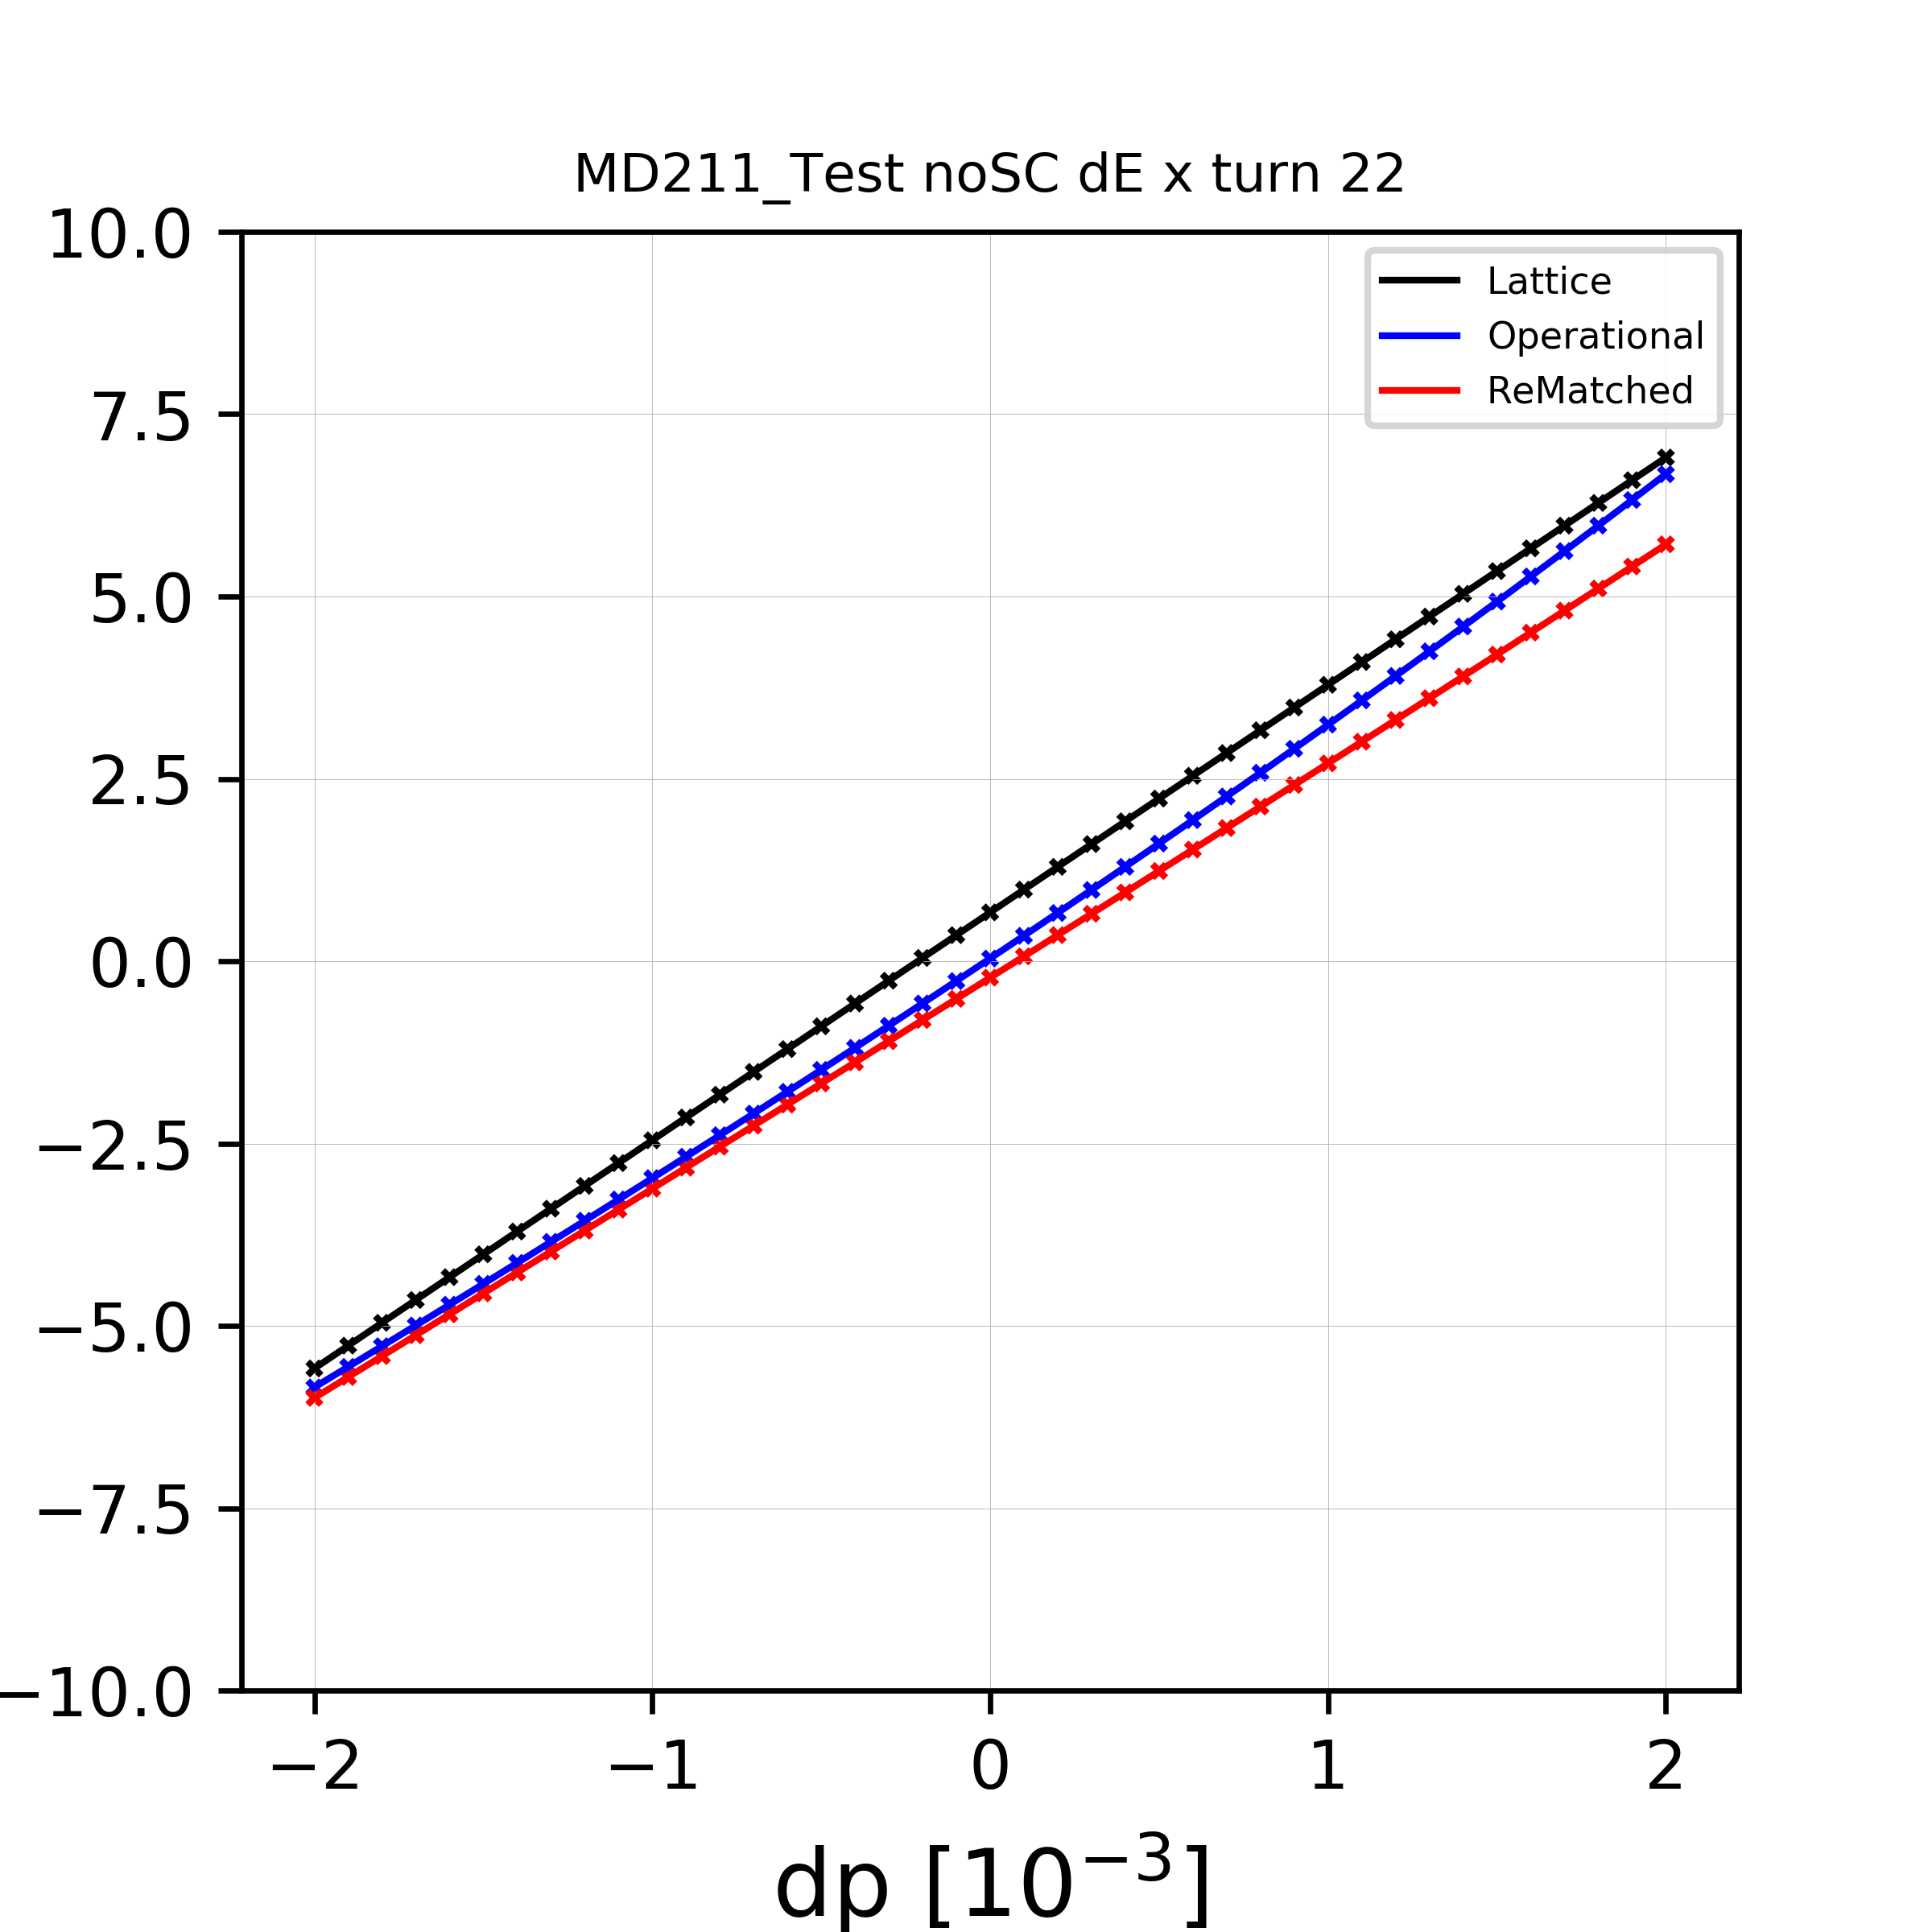 MD211_Test noSC dE x turn 22
10.0
7.5
5.0
2.5
0.0
−2.5
−5.0
−7.5
−10.0
Lattice
Operational
ReMatched
−2
−1
0
1
2
dp [10⁻³]